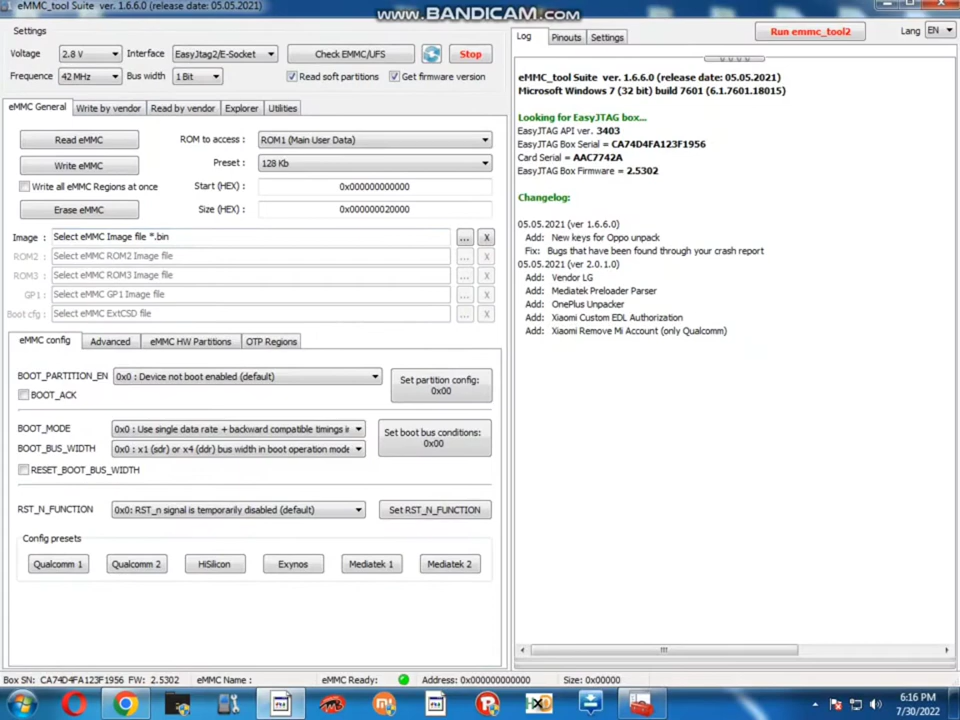 eMMC_tool Suite ver. 1.6.6.0 (release date: 05.05.2021)
www.BANDICAM.com
Settings
Voltage 2.8 V Interface EasyJtag2/E-Socket Check EMMC/UFS Stop
Frequency 42 MHz Bus width 1 Bit Read soft partitions Get firmware version
eMMC General Write by vendor Read by vendor Explorer Utilities
Read eMMC ROM to access : ROM1 (Main User Data)
Write eMMC Preset : 128 Kb
Write all eMMC Regions at once Start (HEX) : 0x000000000000
Erase eMMC Size (HEX) : 0x000000020000
Image : Select eMMC Image file *.bin ... X
ROM2 : Select eMMC ROM2 Image file ... X
ROM3 : Select eMMC ROM3 Image file ... X
GP1 : Select eMMC GP1 Image file ... X
Boot cfg : Select eMMC ExtCSD file ... X
eMMC config Advanced eMMC HW Partitions OTP Regions
BOOT_PARTITION_EN 0x0 : Device not boot enabled (default) Set partition config: 0x00
BOOT_ACK
BOOT_MODE 0x0 : Use single data rate + backward compatible timings i Set boot bus conditions: 0x00
BOOT_BUS_WIDTH 0x0 : x1 (sdr) or x4 (ddr) bus width in boot operation mode
RESET_BOOT_BUS_WIDTH
RST_N_FUNCTION 0x0: RST_n signal is temporarily disabled (default) Set RST_N_FUNCTION
Config presets
Qualcomm 1 Qualcomm 2 HiSilicon Exynos Mediatek 1 Mediatek 2
Run emmc_tool2 Lang EN
Log Pinouts Settings
eMMC_tool Suite ver. 1.6.6.0 (release date: 05.05.2021)
Microsoft Windows 7 (32 bit) build 7601 (6.1.7601.18015)
Looking for EasyJTAG box...
EasyJTAG API ver. 3403
EasyJTAG Box Serial = CA74D4FA123F1956
Card Serial = AAC7742A
EasyJTAG Box Firmware = 2.5302
Changelog:
05.05.2021 (ver 1.6.6.0)
Add: New keys for Oppo unpack
Fix: Bugs that have been found through your crash report
05.05.2021 (ver 2.0.1.0)
Add: Vendor LG
Add: Mediatek Preloader Parser
Add: OnePlus Unpacker
Add: Xiaomi Custom EDL Authorization
Add: Xiaomi Remove Mi Account (only Qualcomm)
Box SN: CA74D4FA123F1956 FW: 2.5302 eMMC Name : eMMC Ready: Address: 0x000000000000 Size: 0x00000
6:16 PM
7/30/2022